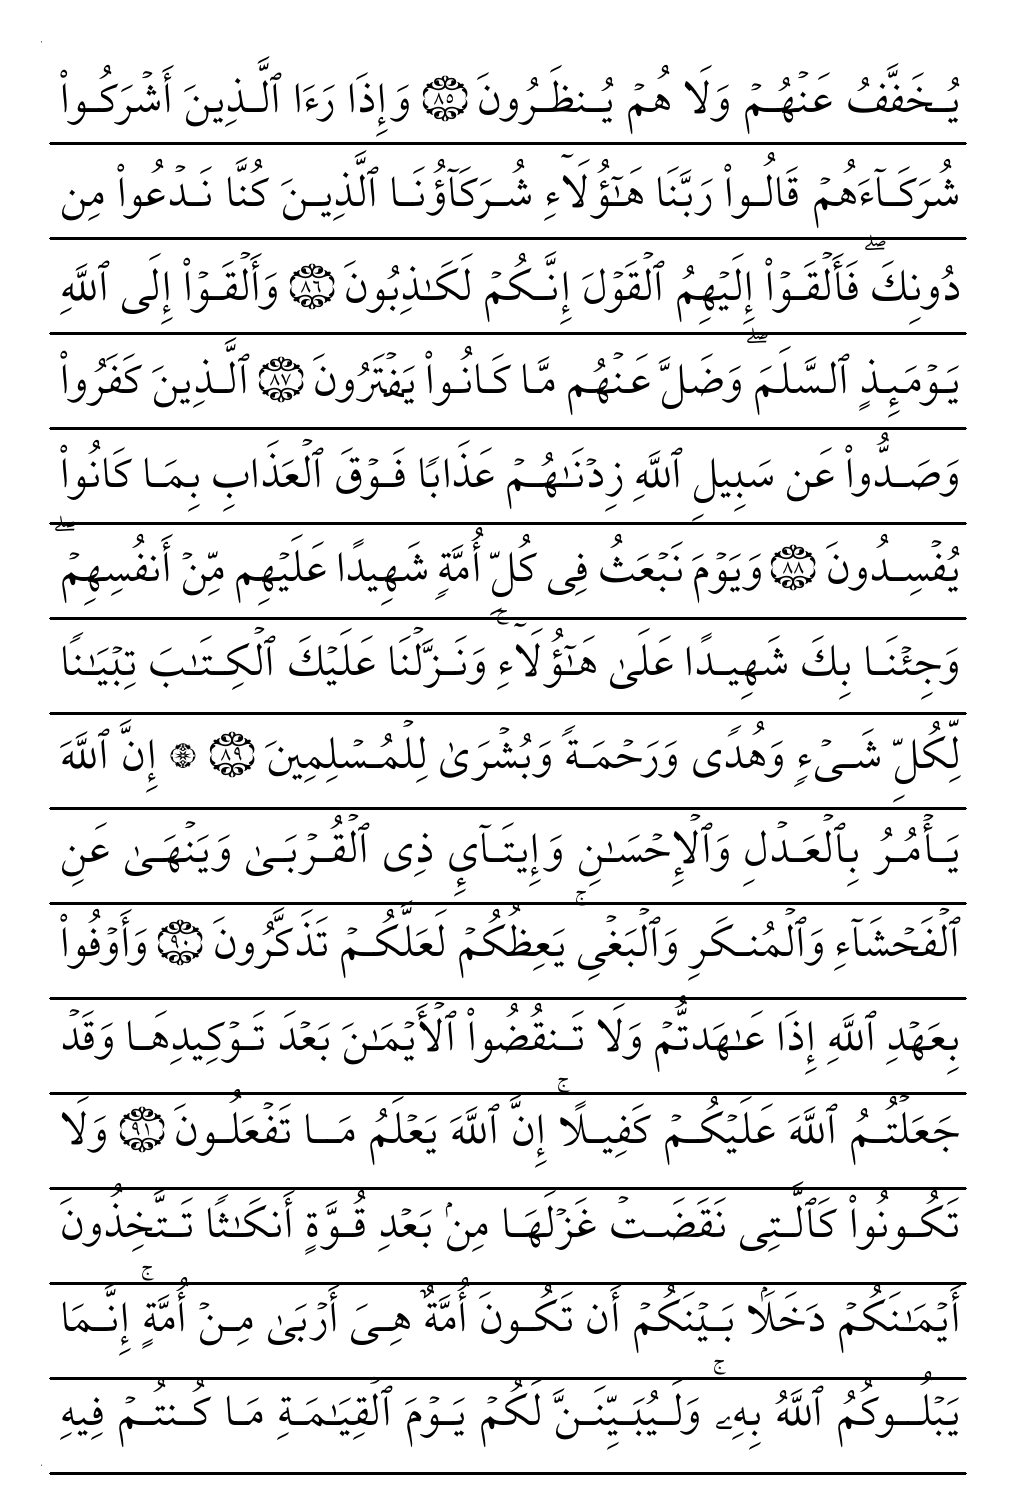 يُخَفَّفُ عَنْهُمْ وَلَا هُمْ يُنظَرُونَ ٨٥ وَإِذَا رَءَا ٱلَّذِينَ أَشْرَكُوا۟
شُرَكَآءَهُمْ قَالُوا۟ رَبَّنَا هَٰٓؤُلَآءِ شُرَكَآؤُنَا ٱلَّذِينَ كُنَّا نَدْعُوا۟ مِن
دُونِكَ ۖ فَأَلْقَوْا۟ إِلَيْهِمُ ٱلْقَوْلَ إِنَّكُمْ لَكَٰذِبُونَ ٨٦ وَأَلْقَوْا۟ إِلَى ٱللَّهِ
يَوْمَئِذٍ ٱلسَّلَمَ ۖ وَضَلَّ عَنْهُم مَّا كَانُوا۟ يَفْتَرُونَ ٨٧ ٱلَّذِينَ كَفَرُوا۟
وَصَدُّوا۟ عَن سَبِيلِ ٱللَّهِ زِدْنَٰهُمْ عَذَابًا فَوْقَ ٱلْعَذَابِ بِمَا كَانُوا۟
يُفْسِدُونَ ٨٨ وَيَوْمَ نَبْعَثُ فِى كُلِّ أُمَّةٍ شَهِيدًا عَلَيْهِم مِّنْ أَنفُسِهِمْ ۖ
وَجِئْنَا بِكَ شَهِيدًا عَلَىٰ هَٰٓؤُلَآءِ ۚ وَنَزَّلْنَا عَلَيْكَ ٱلْكِتَٰبَ تِبْيَٰنًا
لِّكُلِّ شَىْءٍ وَهُدًى وَرَحْمَةً وَبُشْرَىٰ لِلْمُسْلِمِينَ ٨٩ ۞ إِنَّ ٱللَّهَ
يَأْمُرُ بِٱلْعَدْلِ وَٱلْإِحْسَٰنِ وَإِيتَآئِ ذِى ٱلْقُرْبَىٰ وَيَنْهَىٰ عَنِ
ٱلْفَحْشَآءِ وَٱلْمُنكَرِ وَٱلْبَغْىِ ۚ يَعِظُكُمْ لَعَلَّكُمْ تَذَكَّرُونَ ٩٠ وَأَوْفُوا۟
بِعَهْدِ ٱللَّهِ إِذَا عَٰهَدتُّمْ وَلَا تَنقُضُوا۟ ٱلْأَيْمَٰنَ بَعْدَ تَوْكِيدِهَا وَقَدْ
جَعَلْتُمُ ٱللَّهَ عَلَيْكُمْ كَفِيلًا ۚ إِنَّ ٱللَّهَ يَعْلَمُ مَا تَفْعَلُونَ ٩١ وَلَا
تَكُونُوا۟ كَٱلَّتِى نَقَضَتْ غَزْلَهَا مِنۢ بَعْدِ قُوَّةٍ أَنكَٰثًا تَتَّخِذُونَ
أَيْمَٰنَكُمْ دَخَلًۢا بَيْنَكُمْ أَن تَكُونَ أُمَّةٌ هِىَ أَرْبَىٰ مِنْ أُمَّةٍ ۚ إِنَّمَا
يَبْلُوكُمُ ٱللَّهُ بِهِۦ ۚ وَلَيُبَيِّنَنَّ لَكُمْ يَوْمَ ٱلْقِيَٰمَةِ مَا كُنتُمْ فِيهِ